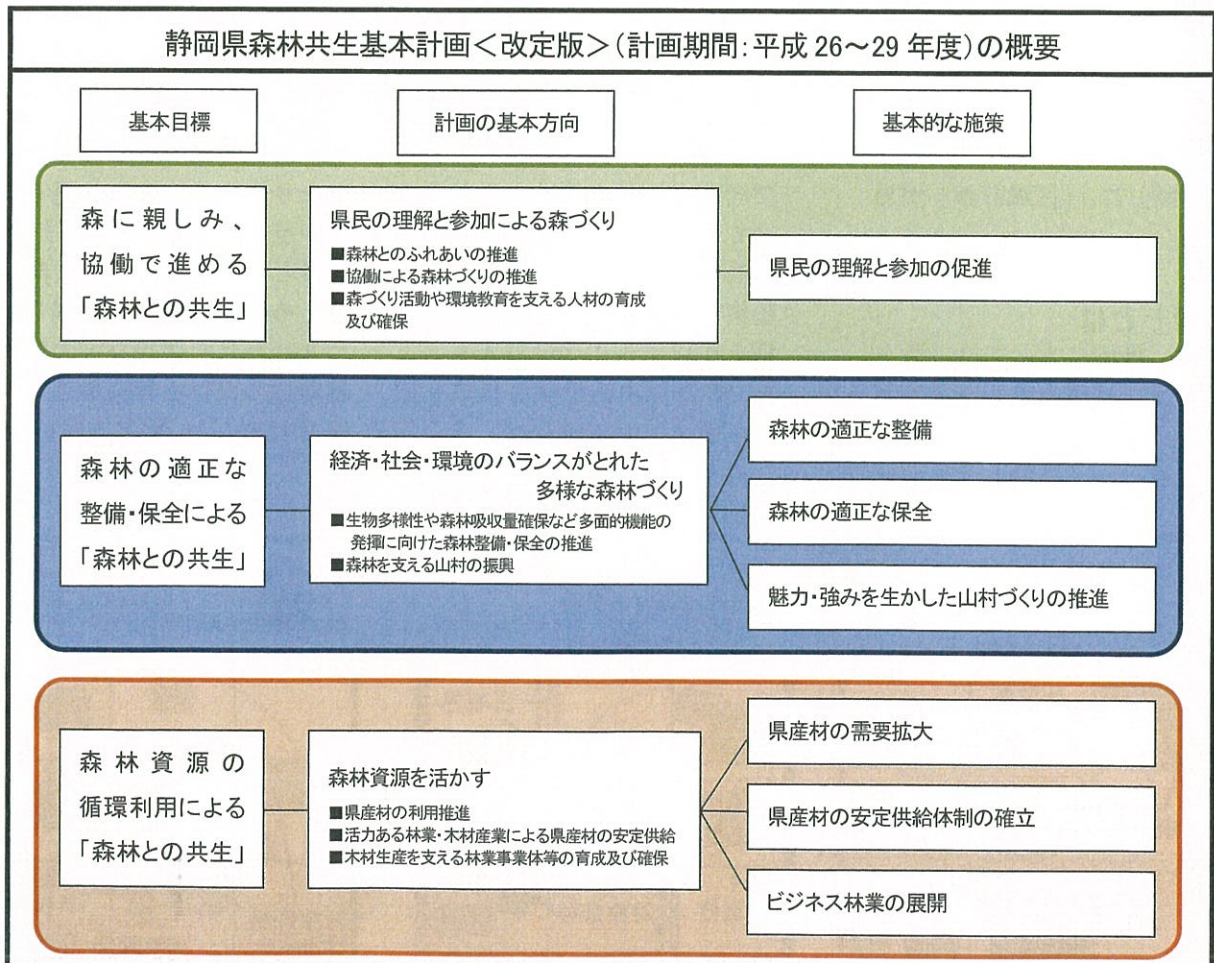 静岡県森林共生基本計画<改定版>(計画期間:平成26~29年度)の概要
基本目標
計画の基本方向
基本的な施策
森に親しみ、
協働で進める
「森林との共生」
県民の理解と参加による森づくり
■森林とのふれあいの推進
■協働による森林づくりの推進
■森づくり活動や環境教育を支える人材の育成
及び確保
県民の理解と参加の促進
森林の適正な
整備・保全による
「森林との共生」
経済・社会・環境のバランスがとれた
多様な森林づくり
■生物多様性や森林吸収量確保など多面的機能の
発揮に向けた森林整備・保全の推進
■森林を支える山村の振興
森林の適正な整備
森林の適正な保全
魅力・強みを生かした山村づくりの推進
森林資源の
循環利用による
「森林との共生」
森林資源を活かす
■県産材の利用推進
■活力ある林業・木材産業による県産材の安定供給
■木材生産を支える林業事業体等の育成及び確保
県産材の需要拡大
県産材の安定供給体制の確立
ビジネス林業の展開